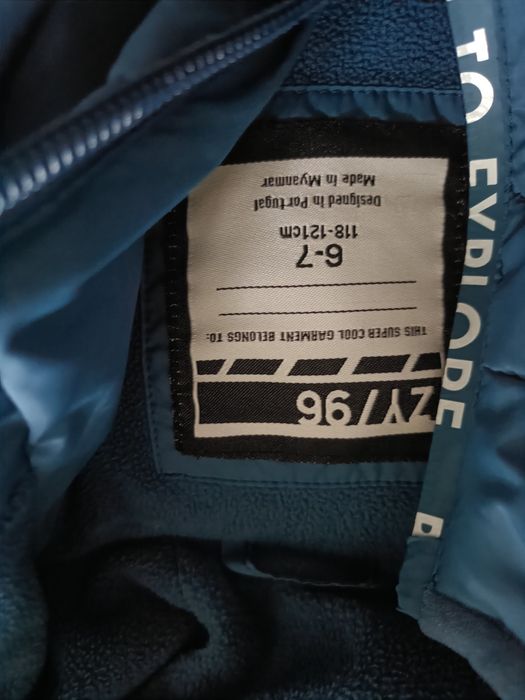 ZY/96
THIS SUPER COOL GARMENT BELONGS TO:
6-7
118-121cm
Designed in Portugal
Made in Myanmar
TO EXPLORE